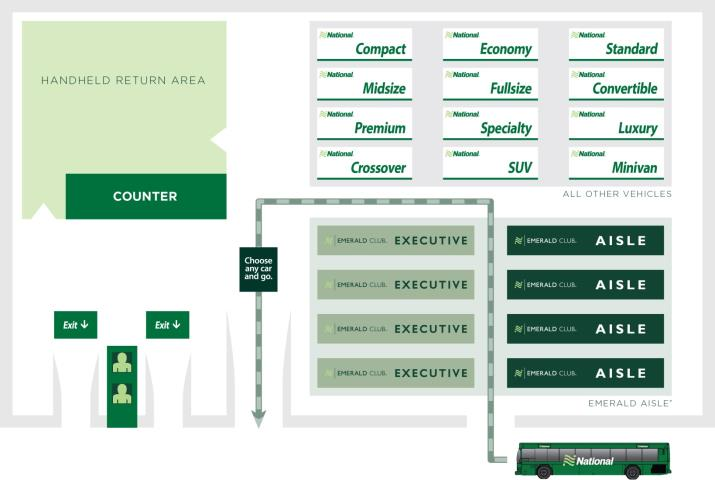 HANDHELD RETURN AREA
COUNTER
National
Compact
National
Economy
National
Standard
National
Midsize
National
Fullsize
National
Convertible
National
Premium
National
Specialty
National
Luxury
National
Crossover
National
SUV
National
Minivan
ALL OTHER VEHICLES
Choose
any car
and go.
EMERALD CLUB. EXECUTIVE
EMERALD CLUB. AISLE
EMERALD CLUB. EXECUTIVE
EMERALD CLUB. AISLE
EMERALD CLUB. EXECUTIVE
EMERALD CLUB. AISLE
EMERALD CLUB. EXECUTIVE
EMERALD CLUB. AISLE
EMERALD AISLE®
Exit ↓
Exit ↓
National